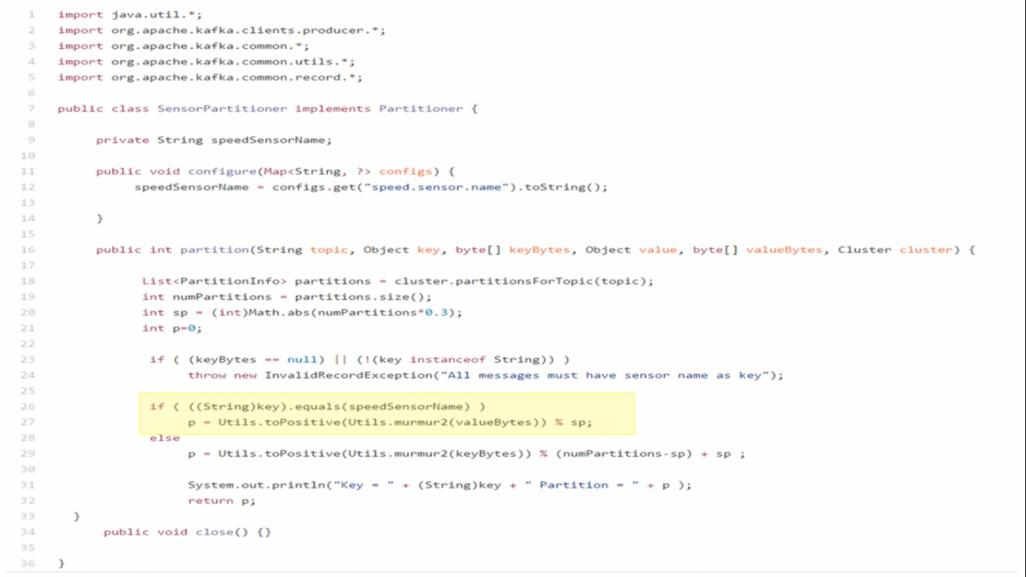 1 import java.util.*;
2 import org.apache.kafka.clients.producer.*;
3 import org.apache.kafka.common.*;
4 import org.apache.kafka.common.utils.*;
5 import org.apache.kafka.common.record.*;
6
7 public class SensorPartitioner implements Partitioner {
8
9 private String speedSensorName;
10
11 public void configure(Map<String, ?> configs) {
12 speedSensorName = configs.get("speed.sensor.name").toString();
13
14 }
15
16 public int partition(String topic, Object key, byte[] keyBytes, Object value, byte[] valueBytes, Cluster cluster) {
17
18 List<PartitionInfo> partitions = cluster.partitionsForTopic(topic);
19 int numPartitions = partitions.size();
20 int sp = (int)Math.abs(numPartitions*0.3);
21 int p=0;
22
23 if ( (keyBytes == null) || (!(key instanceof String)) )
24 throw new InvalidRecordException("All messages must have sensor name as key");
25
26 if ( ((String)key).equals(speedSensorName) )
27 p = Utils.toPositive(Utils.murmur2(valueBytes)) % sp;
28 else
29 p = Utils.toPositive(Utils.murmur2(keyBytes)) % (numPartitions-sp) + sp ;
30
31 System.out.println("Key = " + (String)key + " Partition = " + p );
32 return p;
33 }
34 public void close() {}
35
36 }